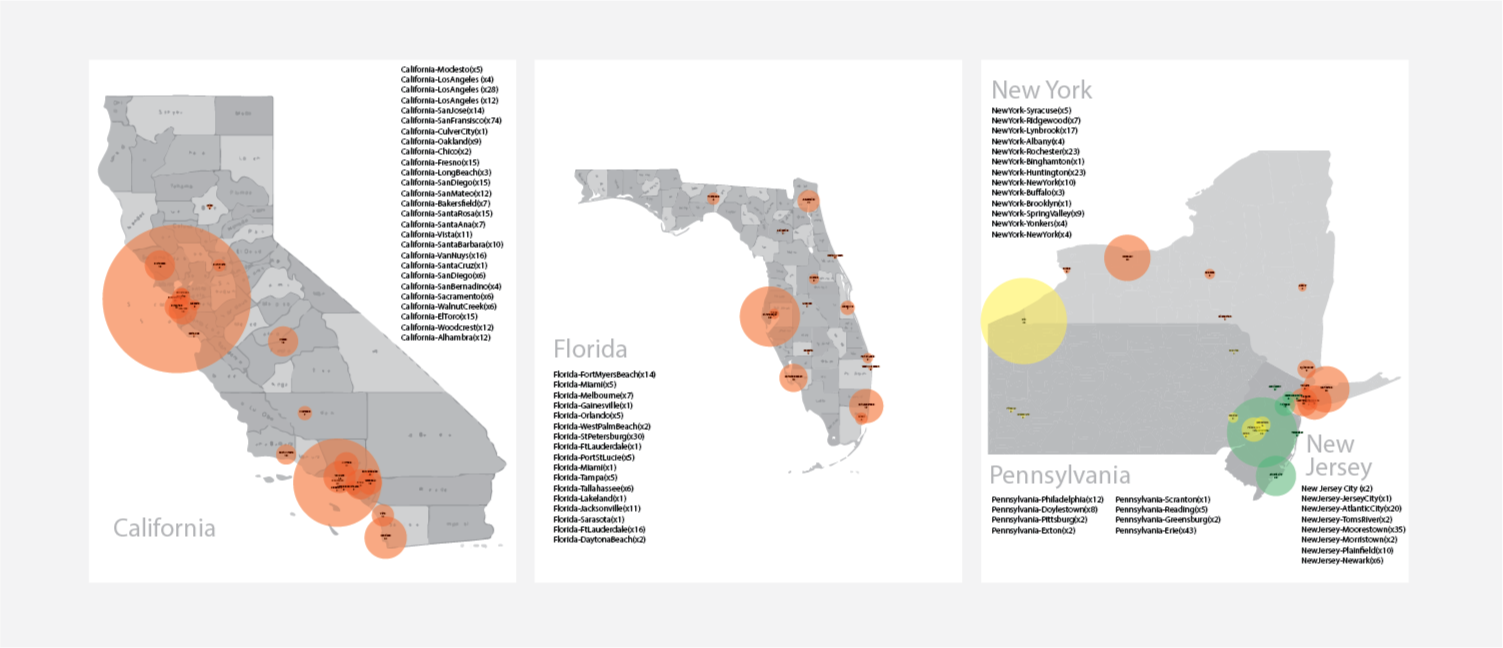 California-Modesto(x5)
California-LosAngeles (x4)
California-LosAngeles (x28)
California-LosAngeles (x12)
California-SanJose(x14)
California-SanFransisco(x74)
California-CulverCity(x1)
California-Oakland(x9)
California-Chico(x2)
California-Fresno(x15)
California-LongBeach(x3)
California-SanDiego(x15)
California-SanMateo(x12)
California-Bakersfield(x7)
California-SantaRosa(x15)
California-SantaAna(x7)
California-Vista(x11)
California-SantaBarbara(x10)
California-VanNuys(x16)
California-SantaCruz(x1)
California-SanDiego(x6)
California-SanBernadino(x4)
California-Sacramento(x6)
California-WalnutCreek(x6)
California-ElToro(x15)
California-Woodcrest(x12)
California-Alhambra(x12)
California
Florida
Florida-FortMyersBeach(x14)
Florida-Miami(x5)
Florida-Melbourne(x7)
Florida-Gainesville(x1)
Florida-Orlando(x5)
Florida-WestPalmBeach(x2)
Florida-StPetersburg(x30)
Florida-FtLauderdale(x1)
Florida-PortStLucie(x5)
Florida-Miami(x1)
Florida-Tampa(x5)
Florida-Tallahassee(x6)
Florida-Lakeland(x1)
Florida-Jacksonville(x11)
Florida-Sarasota(x1)
Florida-FtLauderdale(x16)
Florida-DaytonaBeach(x2)
New York
NewYork-Syracuse(x5)
NewYork-Ridgewood(x7)
NewYork-Lynbrook(x17)
NewYork-Albany(x4)
NewYork-Rochester(x23)
NewYork-Binghamton(x1)
NewYork-Huntington(x23)
NewYork-NewYork(x10)
NewYork-Buffalo(x3)
NewYork-Brooklyn(x1)
NewYork-SpringValley(x9)
NewYork-Yonkers(x4)
NewYork-NewYork(x4)
Pennsylvania
Pennsylvania-Philadelphia(x12)
Pennsylvania-Doylestown(x8)
Pennsylvania-Pittsburg(x2)
Pennsylvania-Exton(x2)
Pennsylvania-Scranton(x1)
Pennsylvania-Reading(x5)
Pennsylvania-Greensburg(x2)
Pennsylvania-Erie(x43)
New
Jersey
New Jersey City (x2)
NewJersey-JerseyCity(x1)
NewJersey-AtlanticCity(x20)
NewJersey-TomsRiver(x2)
NewJersey-Moorestown(x35)
NewJersey-Morristown(x2)
NewJersey-Plainfield(x10)
NewJersey-Newark(x6)